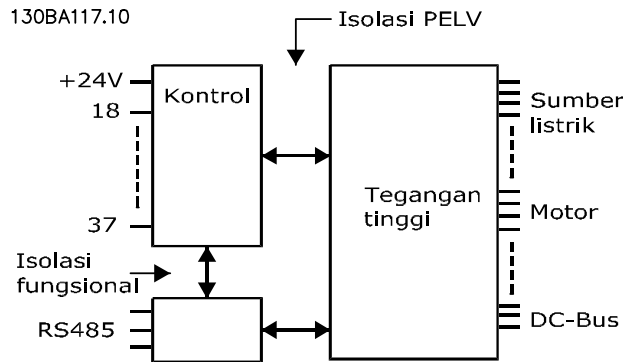 130BA117.10
Isolasi PELV
+24V
Kontrol
18
37
Tegangan
tinggi
Sumber
listrik
Motor
DC-Bus
Isolasi
fungsional
RS485